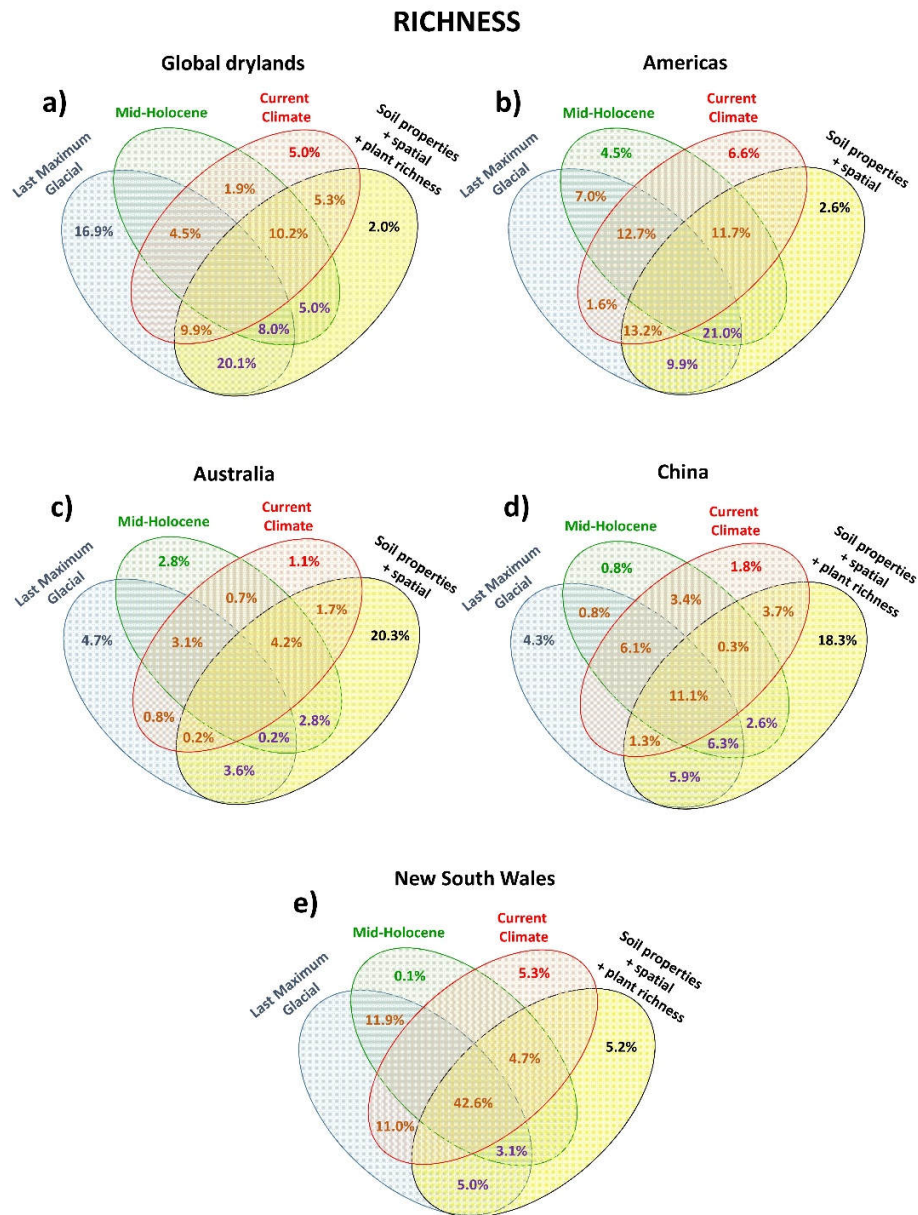 RICHNESS
Global drylands
a)
Mid-Holocene
Current
Climate
Soil properties
+ spatial
+ plant richness
Last Maximum
Glacial
5.0%
1.9%
5.3%
2.0%
16.9%
4.5%
10.2%
5.0%
9.9%
8.0%
20.1%
Americas
b)
Mid-Holocene
Current
Climate
Soil properties
+ spatial
Last Maximum
Glacial
4.5%
6.6%
2.6%
7.0%
12.7%
11.7%
1.6%
13.2%
21.0%
9.9%
Australia
c)
Mid-Holocene
Current
Climate
Soil properties
+ spatial
Last Maximum
Glacial
2.8%
1.1%
0.7%
1.7%
4.7%
3.1%
4.2%
20.3%
0.8%
2.8%
0.2%
0.2%
3.6%
China
d)
Mid-Holocene
Current
Climate
Soil properties
+ spatial
+ plant richness
Last Maximum
Glacial
0.8%
1.8%
0.8%
3.4%
3.7%
4.3%
6.1%
0.3%
18.3%
11.1%
2.6%
1.3%
6.3%
5.9%
New South Wales
e)
Mid-Holocene
Current
Climate
Soil properties
+ spatial
+ plant richness
Last Maximum
Glacial
0.1%
5.3%
11.9%
4.7%
5.2%
42.6%
11.0%
3.1%
5.0%